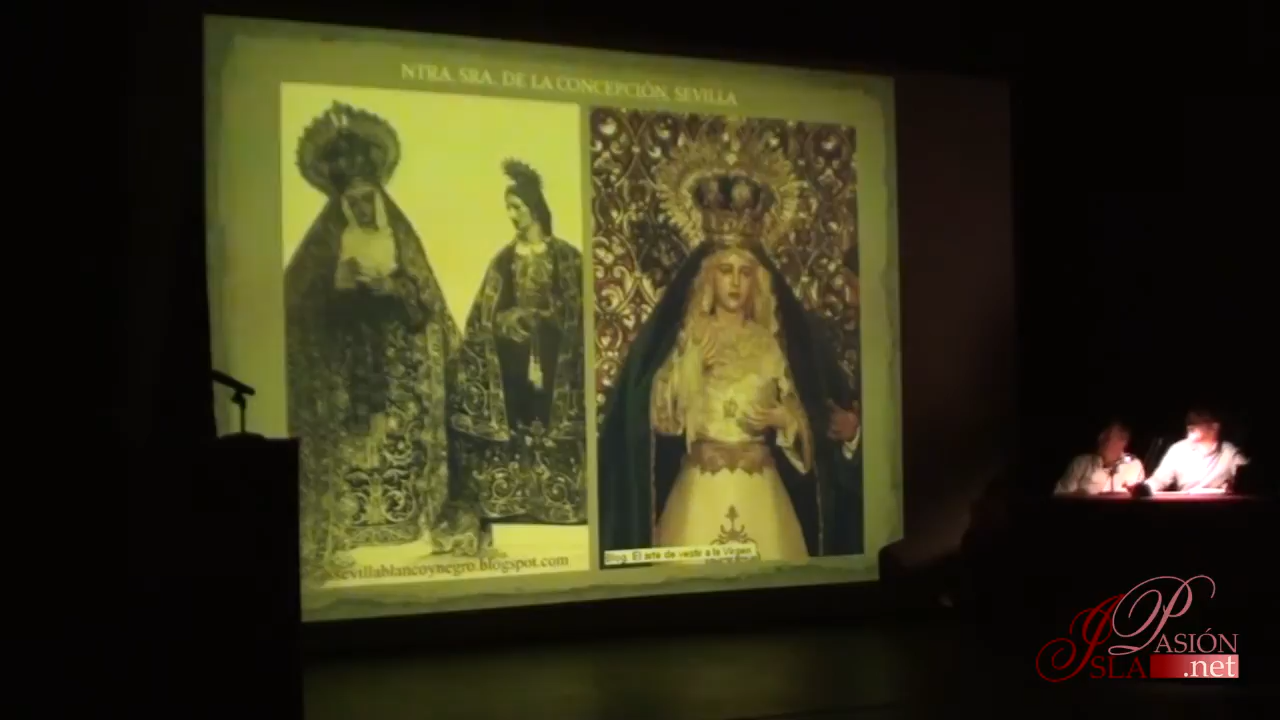 NTRA. SRA. DE LA CONCEPCIÓN, SEVILLA
sevillablancoynegro.blogspot.com
Blog. El arte de vestir a la Virgen
PASIÓN
ISLA .net